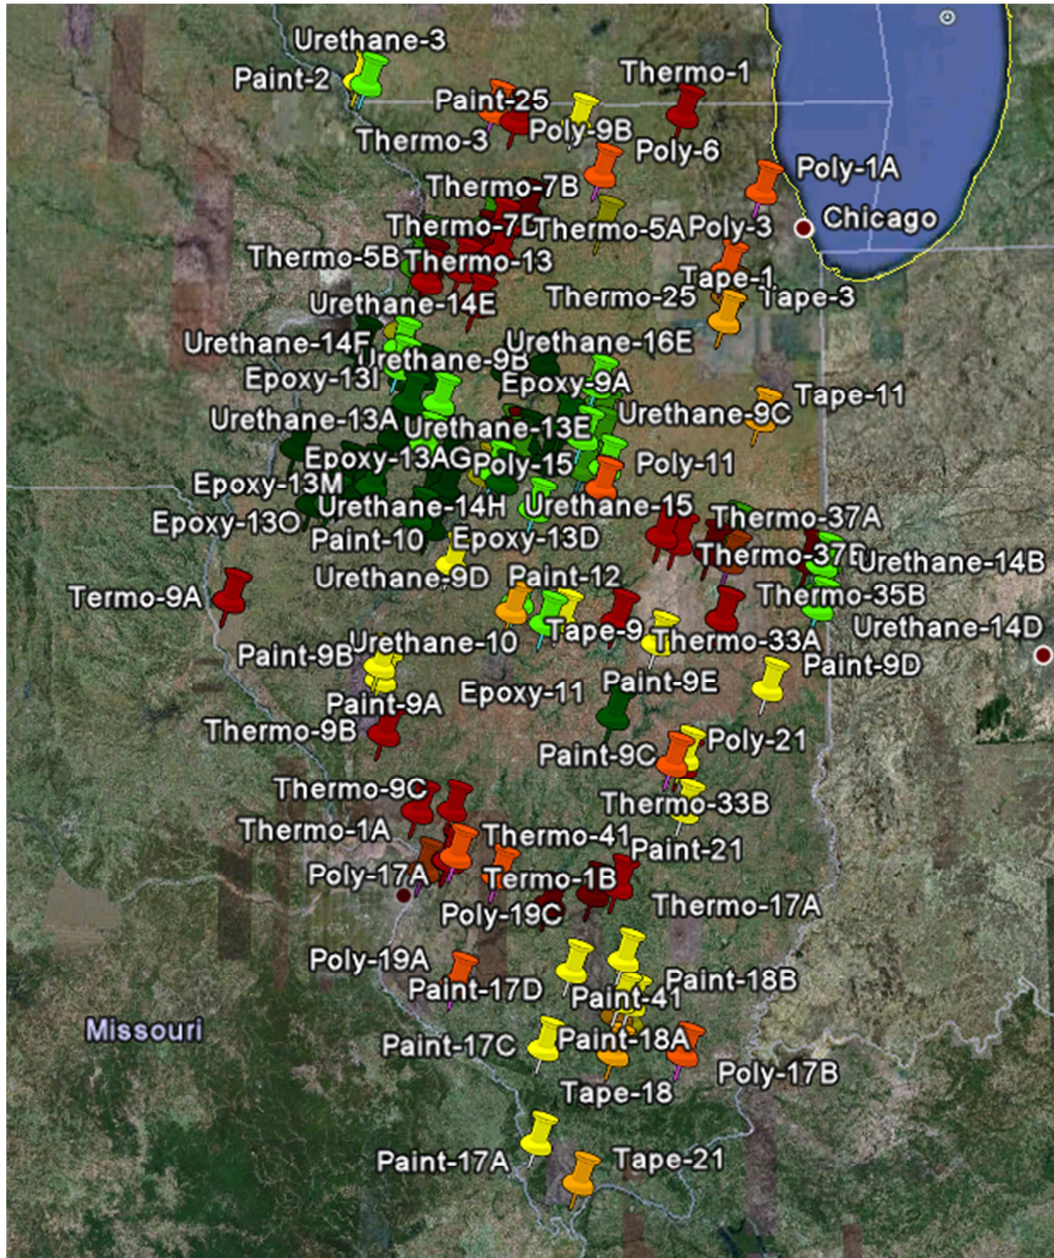 Urethane-3
Paint-2
Thermo-1
Paint-25
Thermo-3
Poly-9B
Poly-6
Poly-1A
Thermo-7B
Chicago
Thermo-7D
Thermo-5A
Poly-3
Thermo-5B
Thermo-13
Tape-1
Thermo-25
Tape-3
Urethane-14E
Urethane-14F
Urethane-16E
Urethane-9B
Epoxy-13I
Epoxy-9A
Tape-11
Urethane-13A
Urethane-9C
Urethane-13E
Epoxy-13AG
Poly-15
Poly-11
Epoxy-13M
Urethane-14H
Urethane-15
Thermo-37A
Epoxy-13O
Paint-10
Epoxy-13D
Thermo-37B
Urethane-14B
Urethane-9D
Paint-12
Termo-9A
Thermo-35B
Tape-9
Urethane-14D
Urethane-10
Thermo-33A
Paint-9B
Paint-9D
Epoxy-11
Paint-9E
Paint-9A
Thermo-9B
Paint-9C
Poly-21
Thermo-9C
Thermo-33B
Thermo-1A
Thermo-41
Paint-21
Poly-17A
Termo-1B
Poly-19C
Thermo-17A
Poly-19A
Paint-17D
Paint-41
Paint-18B
Missouri
Paint-17C
Paint-18A
Poly-17B
Tape-18
Paint-17A
Tape-21